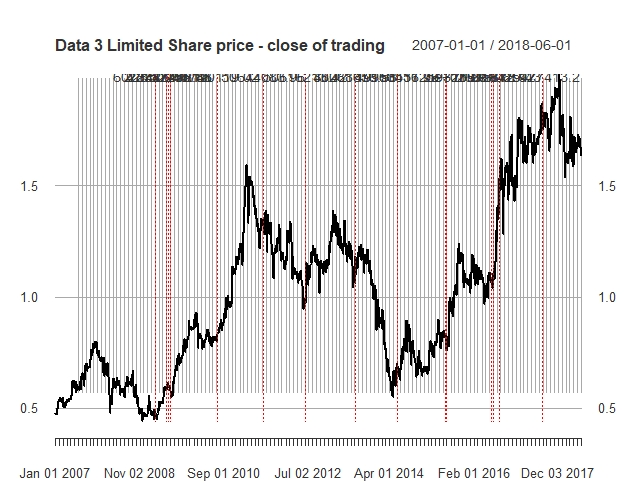 Data 3 Limited Share price - close of trading 2007-01-01 / 2018-06-01
1.5 1.5
1.0 1.0
0.5 0.5
Jan 01 2007 Nov 02 2008 Sep 01 2010 Jul 02 2012 Apr 01 2014 Feb 01 2016 Dec 03 2017